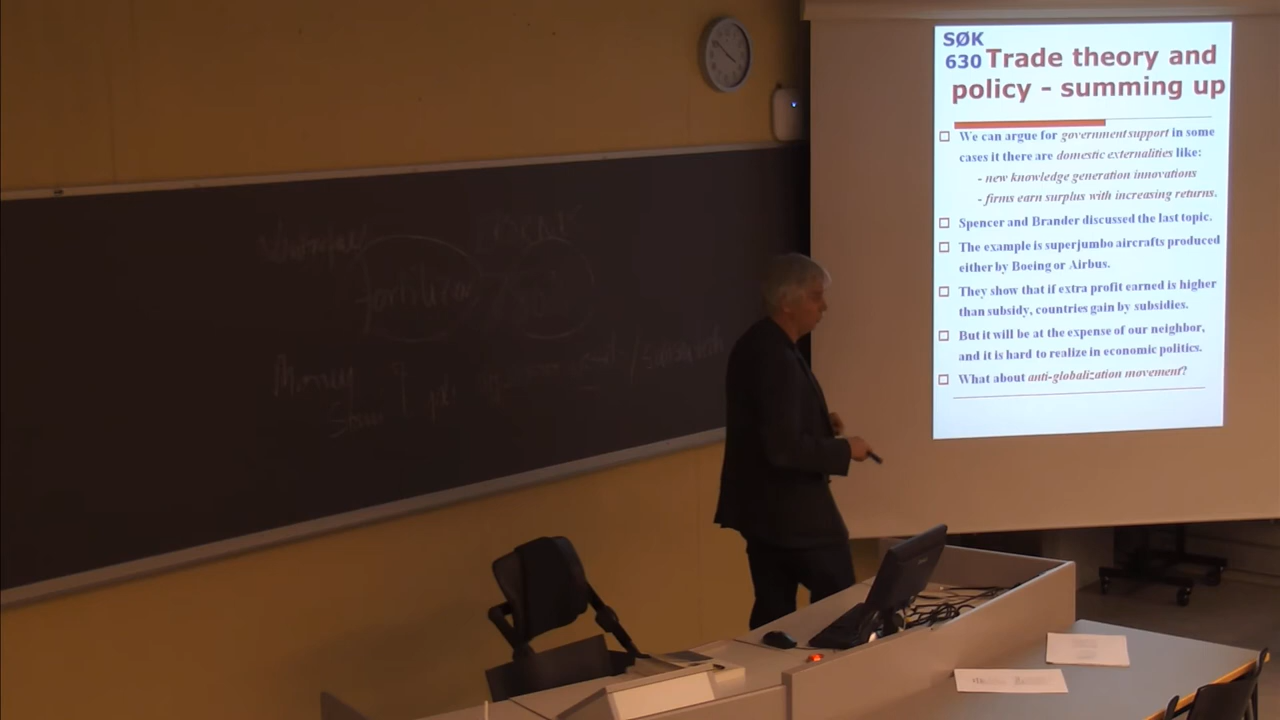 SØK
630 Trade theory and
policy - summing up
We can argue for government support in some
cases it there are domestic externalities like:
- new knowledge generation innovations
- firms earn surplus with increasing returns.
Spencer and Brander discussed the last topic.
The example is superjumbo aircrafts produced
either by Boeing or Airbus.
They show that if extra profit earned is higher
than subsidy, countries gain by subsidies.
But it will be at the expense of our neighbor,
and it is hard to realize in economic politics.
What about anti-globalization movement?
Money